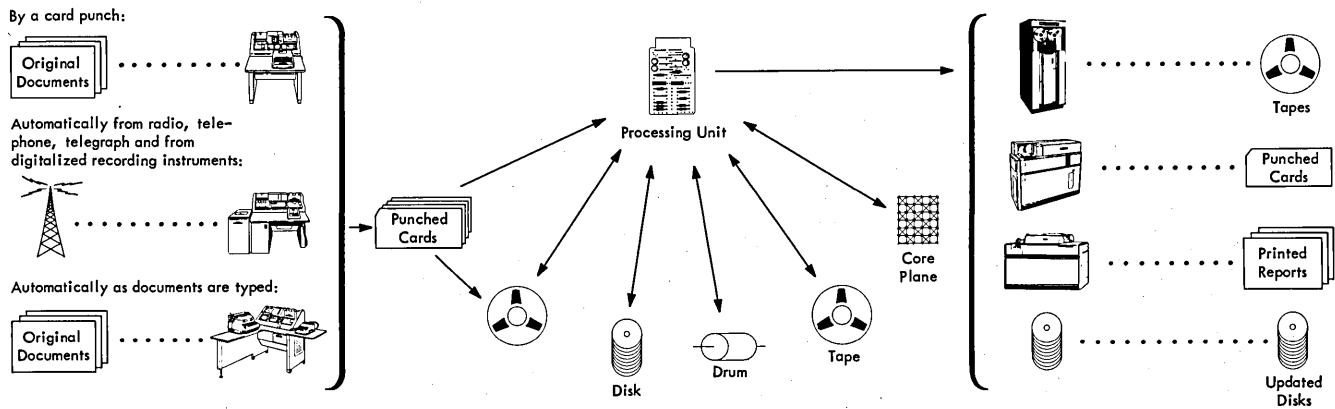 By a card punch:
Original
Documents
Automatically from radio, tele-
phone, telegraph and from
digitalized recording instruments:
Automatically as documents are typed:
Original
Documents
Punched
Cards
Processing Unit
Disk
Drum
Tape
Core
Plane
Tapes
Punched
Cards
Printed
Reports
Updated
Disks